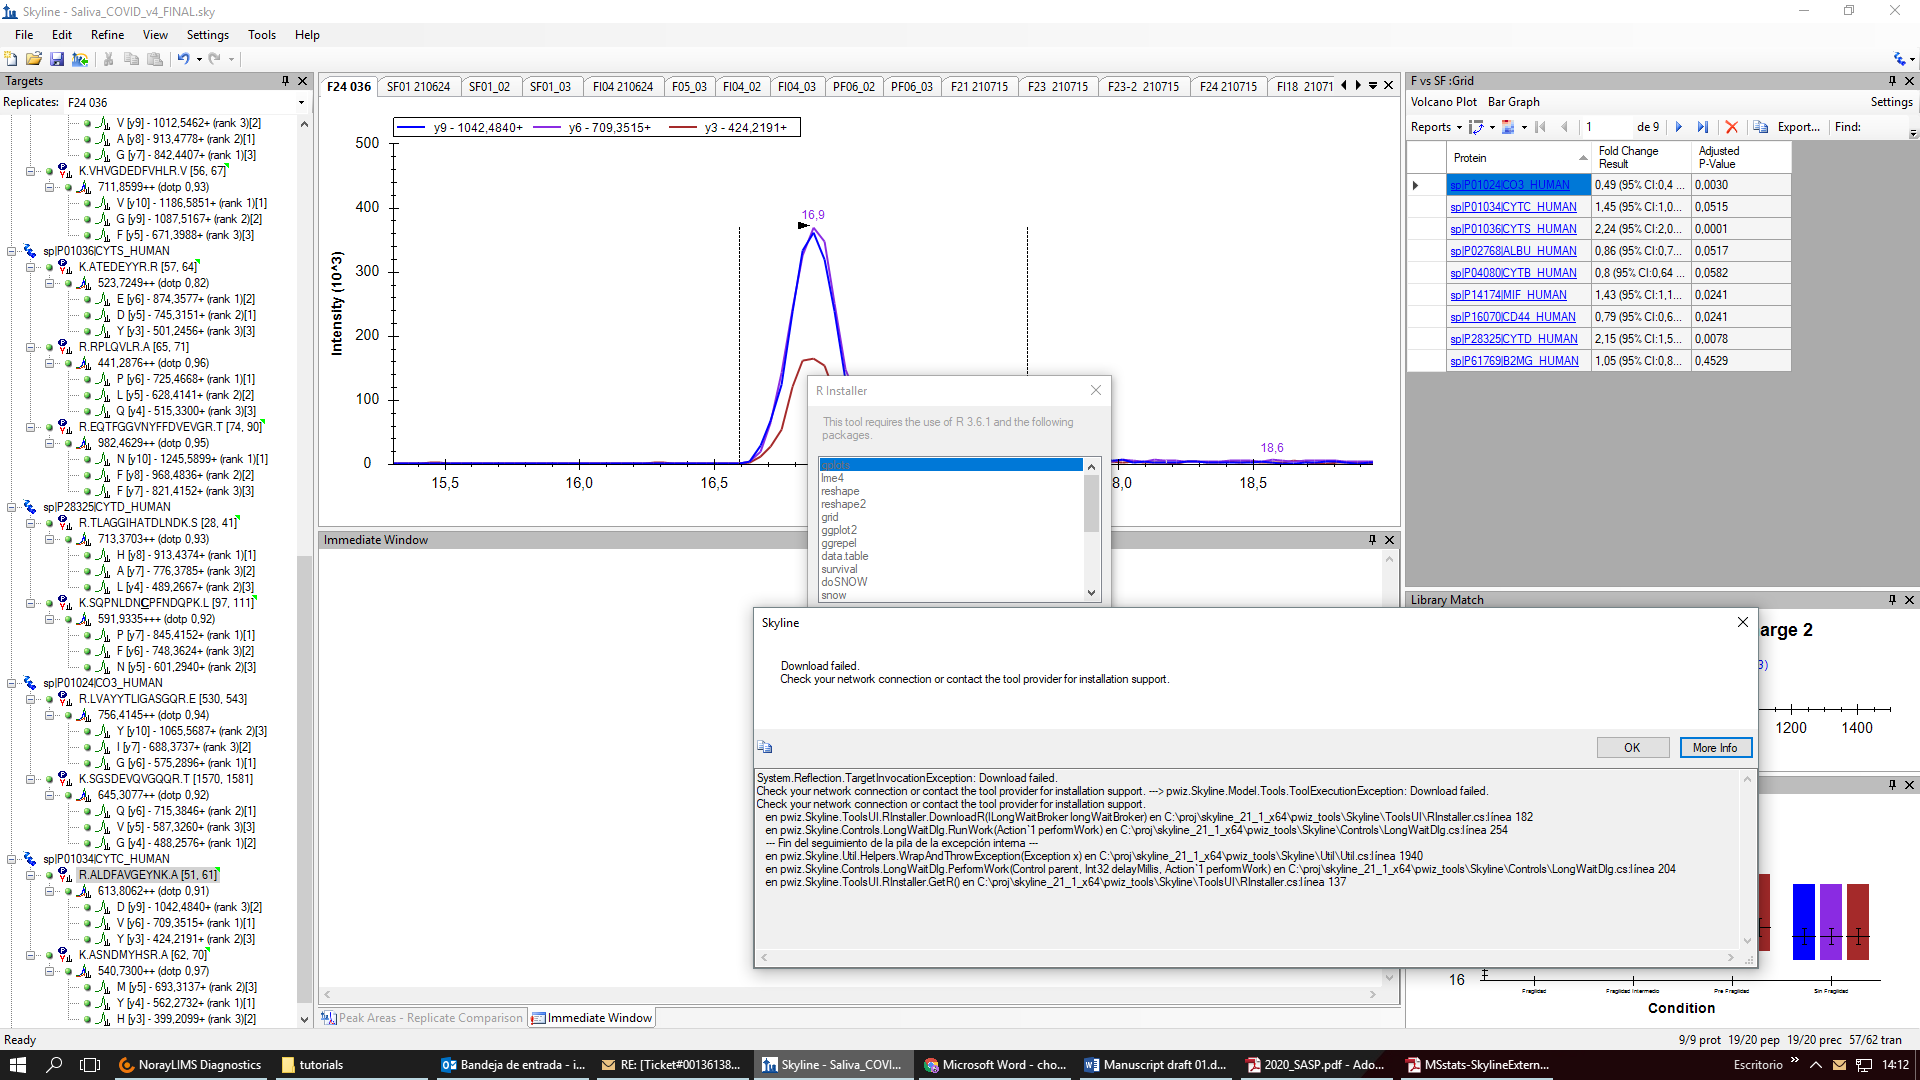 Skyline - Saliva_COVID_v4_FINAL.sky
File Edit Refine View Settings Tools Help
Targets
Replicates: F24 036
V [y9] - 1012,5462+ (rank 3)[2]
A [y8] - 913,4778+ (rank 2)[1]
G [y7] - 842,4407+ (rank 1)[3]
K.VHVGDEDFVHLR.V [56, 67]
711,8599++ (dotp 0,93)
V [y10] - 1186,5851+ (rank 1)[1]
G [y9] - 1087,5167+ (rank 2)[2]
F [y5] - 671,3988+ (rank 3)[3]
sp|P01036|CYTS_HUMAN
K.ATEDEYYR.R [57, 64]
523,7249++ (dotp 0,82)
E [y6] - 874,3577+ (rank 1)[2]
D [y5] - 745,3151+ (rank 2)[1]
Y [y3] - 501,2456+ (rank 3)[3]
R.RPLQVLR.A [65, 71]
441,2876++ (dotp 0,96)
P [y6] - 725,4668+ (rank 1)[1]
L [y5] - 628,4141+ (rank 2)[2]
Q [y4] - 515,3300+ (rank 3)[3]
R.EQTFGGVNYFFDVEVGR.T [74, 90]
982,4629++ (dotp 0,95)
N [y10] - 1245,5899+ (rank 1)[1]
F [y8] - 968,4836+ (rank 2)[2]
F [y7] - 821,4152+ (rank 3)[3]
sp|P28325|CYTD_HUMAN
R.TLAGGIHATDLNDK.S [28, 41]
713,3703++ (dotp 0,93)
H [y8] - 913,4374+ (rank 1)[1]
A [y7] - 776,3785+ (rank 3)[2]
L [y4] - 489,2667+ (rank 2)[3]
K.SQPNLDNCPFNDQPK.L [97, 111]
591,9335+++ (dotp 0,92)
P [y7] - 845,4152+ (rank 1)[1]
F [y6] - 748,3624+ (rank 3)[2]
N [y5] - 601,2940+ (rank 2)[3]
sp|P01024|CO3_HUMAN
R.LVAYYTLIGASGQR.E [530, 543]
756,4145++ (dotp 0,94)
Y [y10] - 1065,5687+ (rank 2)[3]
I [y7] - 688,3737+ (rank 3)[2]
G [y6] - 575,2896+ (rank 1)[1]
K.SGSDEVQVGQQR.T [1570, 1581]
645,3077++ (dotp 0,92)
Q [y6] - 715,3846+ (rank 2)[1]
V [y5] - 587,3260+ (rank 3)[3]
G [y4] - 488,2576+ (rank 1)[2]
sp|P01034|CYTC_HUMAN
R.ALDFAVGEYNK.A [51, 61]
613,8062++ (dotp 0,91)
D [y9] - 1042,4840+ (rank 3)[2]
V [y6] - 709,3515+ (rank 1)[1]
Y [y3] - 424,2191+ (rank 2)[3]
K.ASNDMYHSR.A [62, 70]
540,7300++ (dotp 0,97)
M [y5] - 693,3137+ (rank 2)[3]
Y [y4] - 562,2732+ (rank 1)[1]
H [y3] - 399,2099+ (rank 3)[2]
F24 036 SF01 210624 SF01_02 SF01_03 FI04 210624 F05_03 FI04_02 FI04_03 PF06_02 PF06_03 F21 210715 F23 210715 F23-2 210715 F24 210715 FI18 21071
y9 - 1042,4840+ y6 - 709,3515+ y3 - 424,2191+
Intensity (10^3)
500
400
300
200
100
0
16,9
18,6
15,5 16,0 16,5 8,0 18,5
Immediate Window
Peak Areas - Replicate Comparison Immediate Window
R Installer
This tool requires the use of R 3.6.1 and the following
packages.
gplots
lme4
reshape
reshape2
grid
ggplot2
ggrepel
data.table
survival
doSNOW
snow
F vs SF :Grid
Volcano Plot Bar Graph Settings
Reports 1 de 9 Export... Find:
Protein Fold Change Result Adjusted P-Value
sp|P01024|CO3_HUMAN 0,49 (95% CI:0,4 ... 0,0030
sp|P01034|CYTC_HUMAN 1,45 (95% CI:1,0... 0,0515
sp|P01036|CYTS_HUMAN 2,24 (95% CI:2,0... 0,0001
sp|P02768|ALBU_HUMAN 0,86 (95% CI:0,7... 0,0517
sp|P04080|CYTB_HUMAN 0,8 (95% CI:0,64 ... 0,0582
sp|P14174|MIF_HUMAN 1,43 (95% CI:1,1... 0,0241
sp|P16070|CD44_HUMAN 0,79 (95% CI:0,6... 0,0241
sp|P28325|CYTD_HUMAN 2,15 (95% CI:1,5... 0,0078
sp|P61769|B2MG_HUMAN 1,05 (95% CI:0,8... 0,4529
Library Match
arge 2
3)
1200 1400
Skyline
Download failed.
Check your network connection or contact the tool provider for installation support.
OK More Info
System.Reflection.TargetInvocationException: Download failed.
Check your network connection or contact the tool provider for installation support. ---> pwiz.Skyline.Model.Tools.ToolExecutionException: Download failed.
Check your network connection or contact the tool provider for installation support.
en pwiz.Skyline.ToolsUI.RInstaller.DownloadR(ILongWaitBroker longWaitBroker) en C:\proj\skyline_21_1_x64\pwiz_tools\Skyline\ToolsUI\RInstaller.cs:línea 182
en pwiz.Skyline.Controls.LongWaitDlg.RunWork(Action`1 performWork) en C:\proj\skyline_21_1_x64\pwiz_tools\Skyline\Controls\LongWaitDlg.cs:línea 254
--- Fin del seguimiento de la pila de la excepción interna ---
en pwiz.Skyline.Util.Helpers.WrapAndThrowException(Exception x) en C:\proj\skyline_21_1_x64\pwiz_tools\Skyline\Util\Util.cs:línea 1940
en pwiz.Skyline.Controls.LongWaitDlg.PerformWork(Control parent, Int32 delayMillis, Action`1 performWork) en C:\proj\skyline_21_1_x64\pwiz_tools\Skyline\Controls\LongWaitDlg.cs:línea 204
en pwiz.Skyline.ToolsUI.RInstaller.GetR() en C:\proj\skyline_21_1_x64\pwiz_tools\Skyline\ToolsUI\RInstaller.cs:línea 137
16
Fragilidad Fragilidad Intermedio Pre Fragilidad Sin Fragilidad
Condition
Ready 9/9 prot 19/20 pep 19/20 prec 57/62 tran
NorayLIMS Diagnostics tutorials Bandeja de entrada - i... RE: [Ticket#00136138... Skyline - Saliva_COVI... Microsoft Word - cho... Manuscript draft 01.d... 2020_SASP.pdf - Ado... MSstats-SkylineExtern... Escritorio 14:12